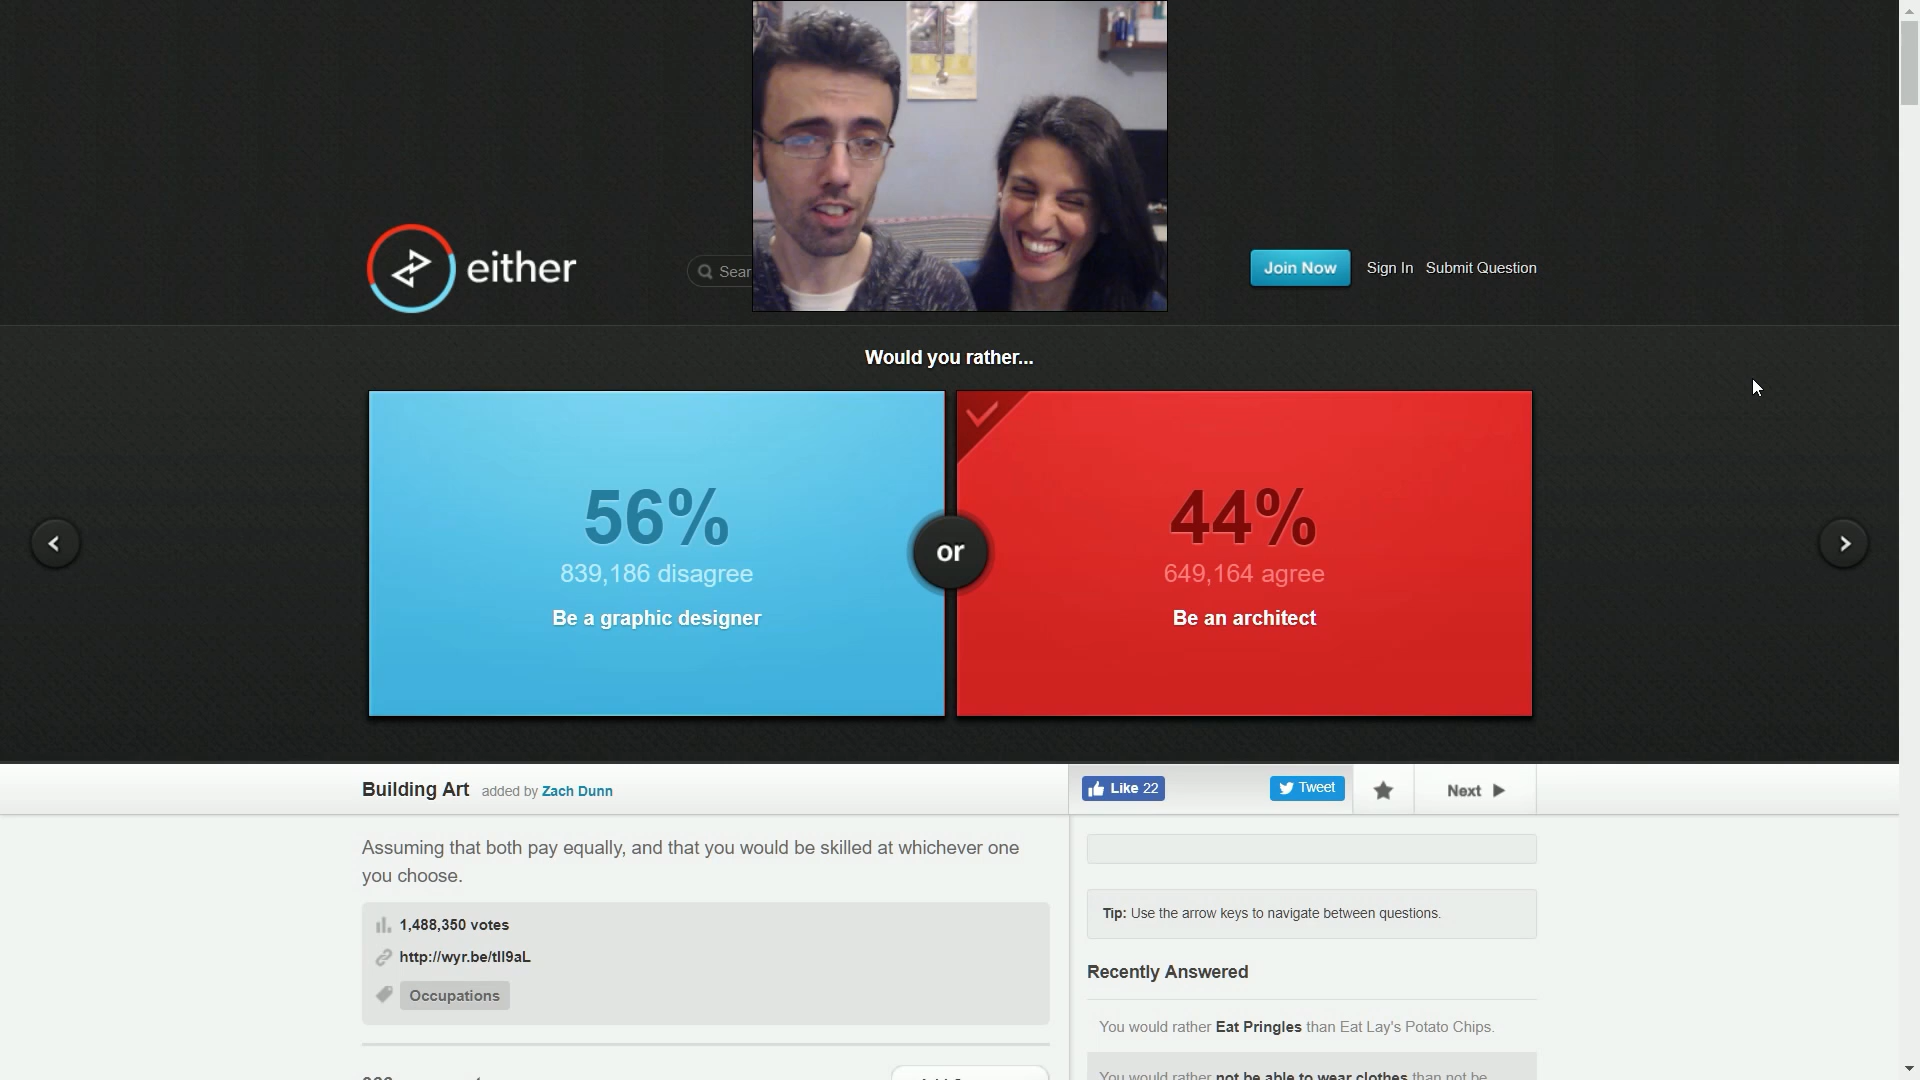 either
Sear
Join Now
Sign In
Submit Question
Would you rather...
56%
839,186 disagree
Be a graphic designer
or
44%
649,164 agree
Be an architect
Building Art added by Zach Dunn
Like 22
Tweet
Next
Assuming that both pay equally, and that you would be skilled at whichever one
you choose.
1,488,350 votes
Occupations
Tip: Use the arrow keys to navigate between questions.
Recently Answered
You would rather Eat Pringles than Eat Lay's Potato Chips.
You would rather not be able to wear clothes than not be